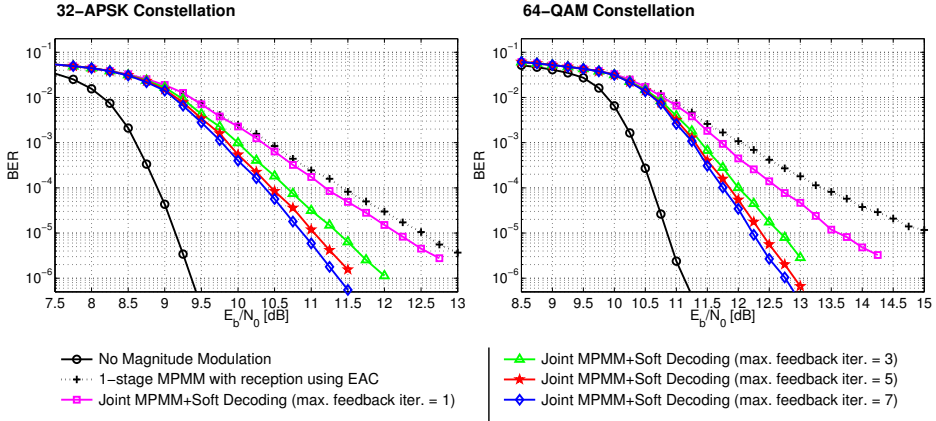 32−APSK Constellation
64−QAM Constellation
BER
10−1
10−2
10−3
10−4
10−5
10−6
7.5 8 8.5 9 9.5 10 10.5 11 11.5 12 12.5 13
Eb/N0 [dB]
BER
10−1
10−2
10−3
10−4
10−5
10−6
8.5 9 9.5 10 10.5 11 11.5 12 12.5 13 13.5 14 14.5 15
Eb/N0 [dB]
No Magnitude Modulation
1−stage MPMM with reception using EAC
Joint MPMM+Soft Decoding (max. feedback iter. = 1)
Joint MPMM+Soft Decoding (max. feedback iter. = 3)
Joint MPMM+Soft Decoding (max. feedback iter. = 5)
Joint MPMM+Soft Decoding (max. feedback iter. = 7)